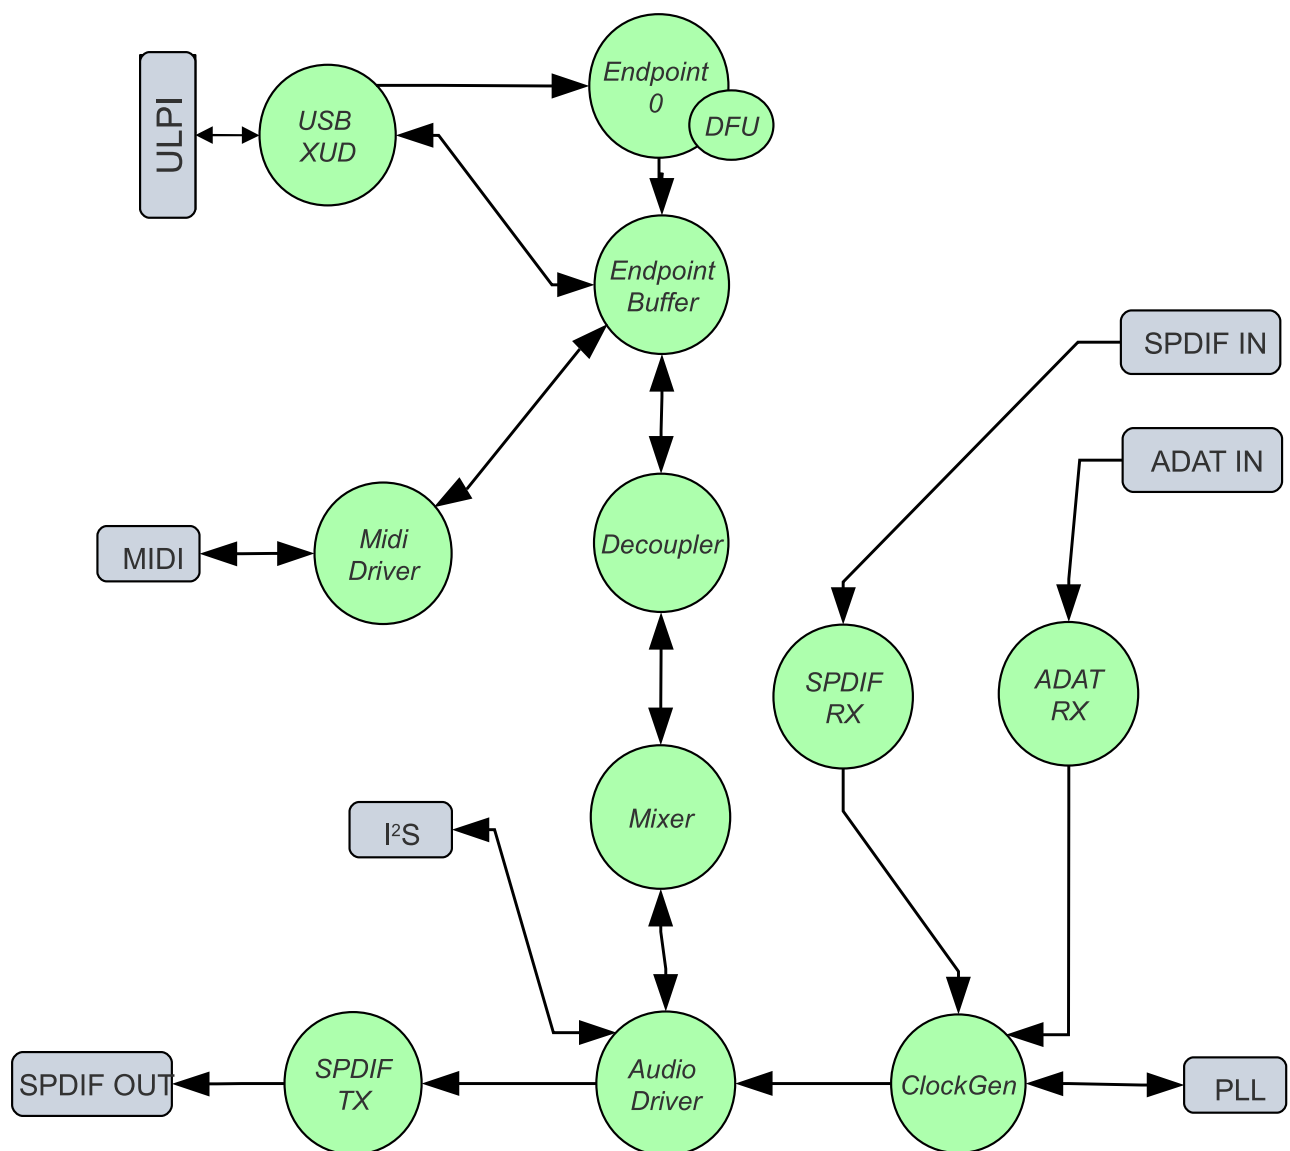 Endpoint
0
DFU
ULPI
USB
XUD
Endpoint
Buffer
SPDIF IN
ADAT IN
Midi
Driver
MIDI
Decoupler
SPDIF
RX
ADAT
RX
Mixer
I²S
SPDIF OUT
SPDIF
TX
Audio
Driver
ClockGen
PLL